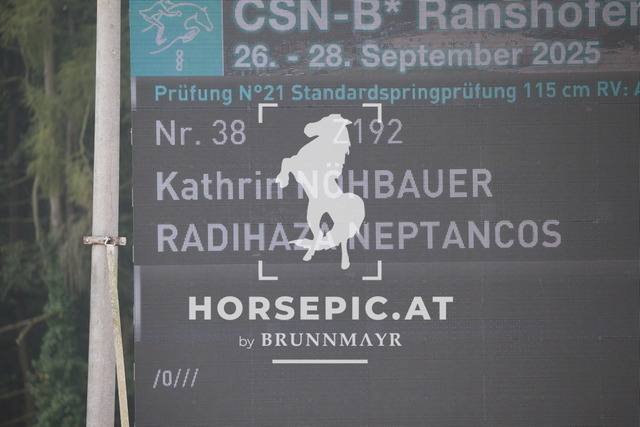 CSN-B* Ranshofen
26. - 28. September 2025
Prüfung N°21 Standardspringprüfung 115 cm RV: A
Nr. 38 Z192
Kathrin NÖHBAUER
RADIHAZA NEPTANCOS
HORSEPIC.AT
by BRUNNMAYR
/0///